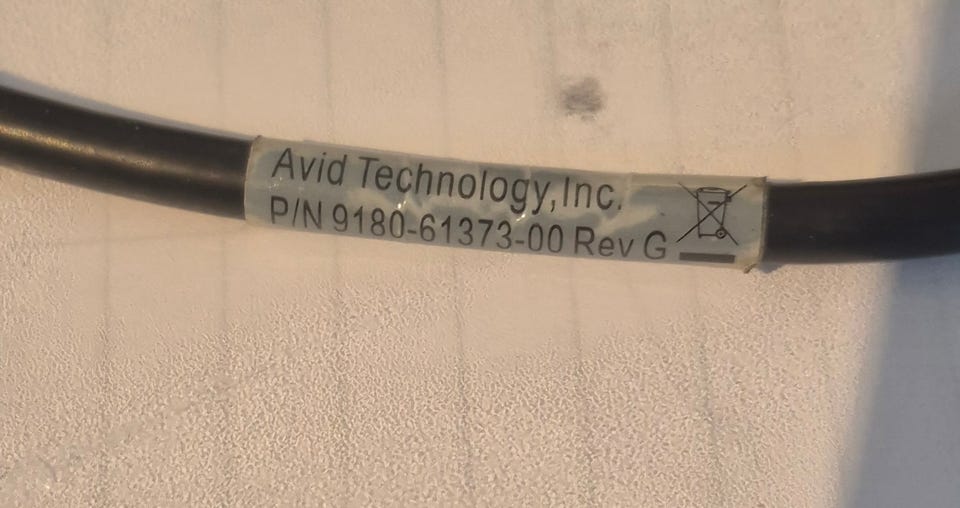 Avid Technology,Inc.
P/N 9180-61373-00 Rev G